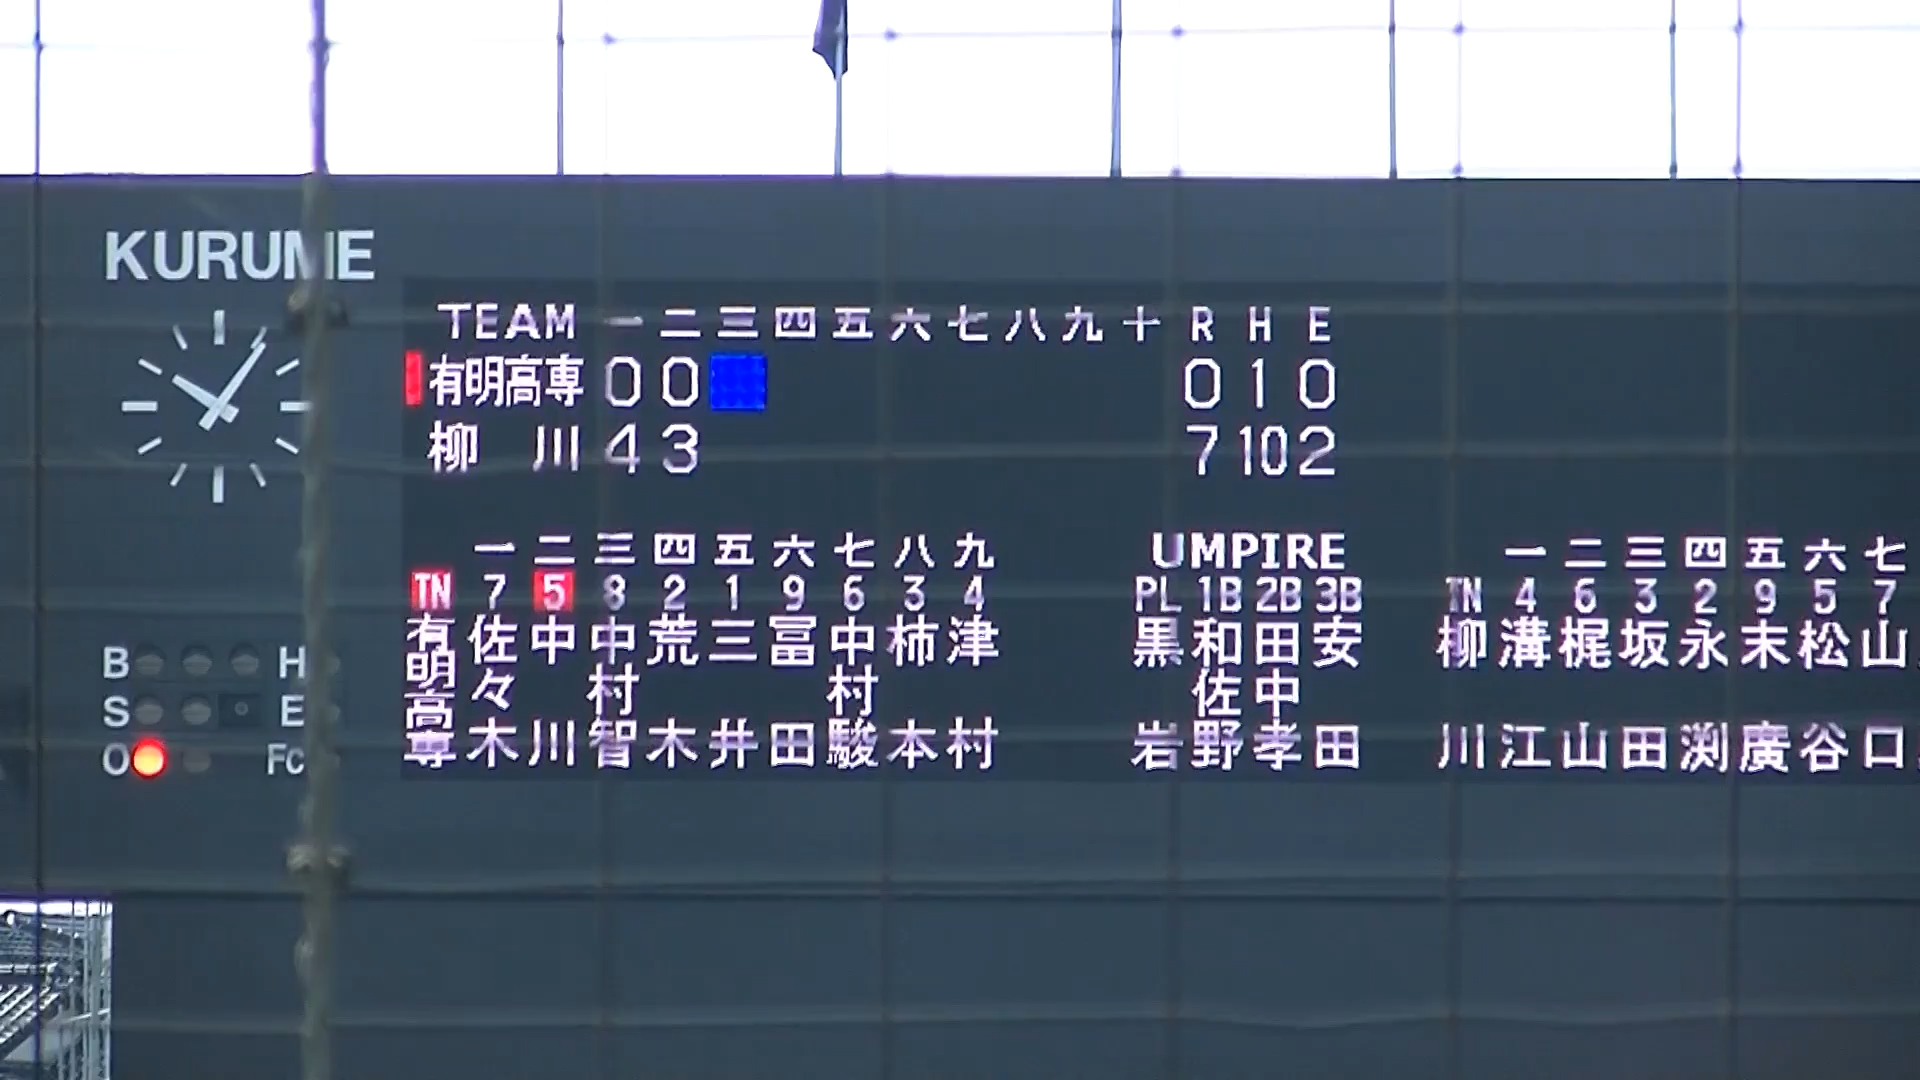 KURUME
TEAM 一 二 三 四 五 六 七 八 九 十 R H E
有明高専 0 0 0 1 0
柳川 4 3 7 10 2
一 二 三 四 五 六 七 八 九
TN 7 5 8 2 1 9 6 3 4
有明高専 佐々木 中川 中村智 荒木 三井 冨田 中村駿 柿本 津村
UMPIRE
PL 1B 2B 3B
黒岩 和佐野 田中孝 安田
一 二 三 四 五 六 七
TN 4 6 3 2 9 5 7
柳川 溝江 梶山 坂田 永渕 末廣 松谷 山口
B H
S E
O Fc